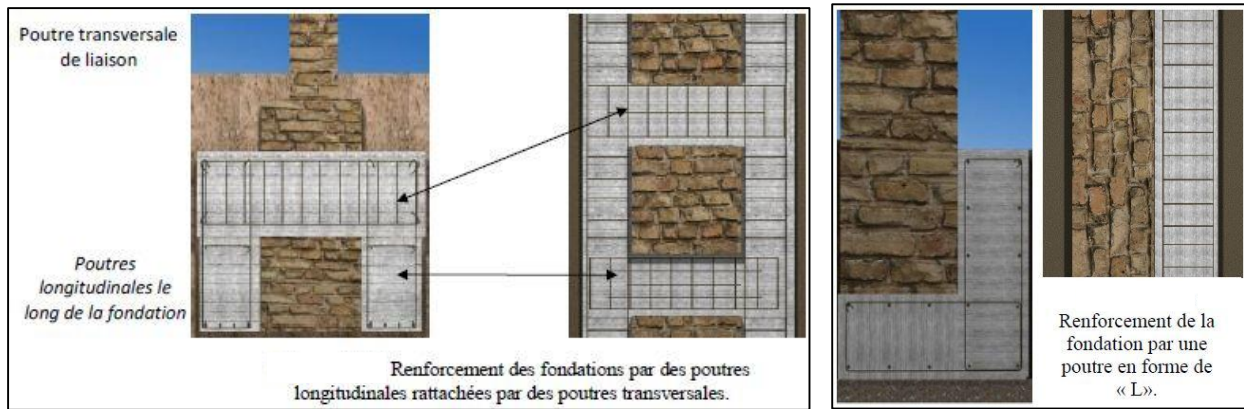 Poutre transversale
de liaison
Poutres
longitudinales le
long de la fondation
Renforcement des fondations par des poutres
longitudinales rattachées par des poutres transversales.
Renforcement de la
fondation par une
poutre en forme de
« L».